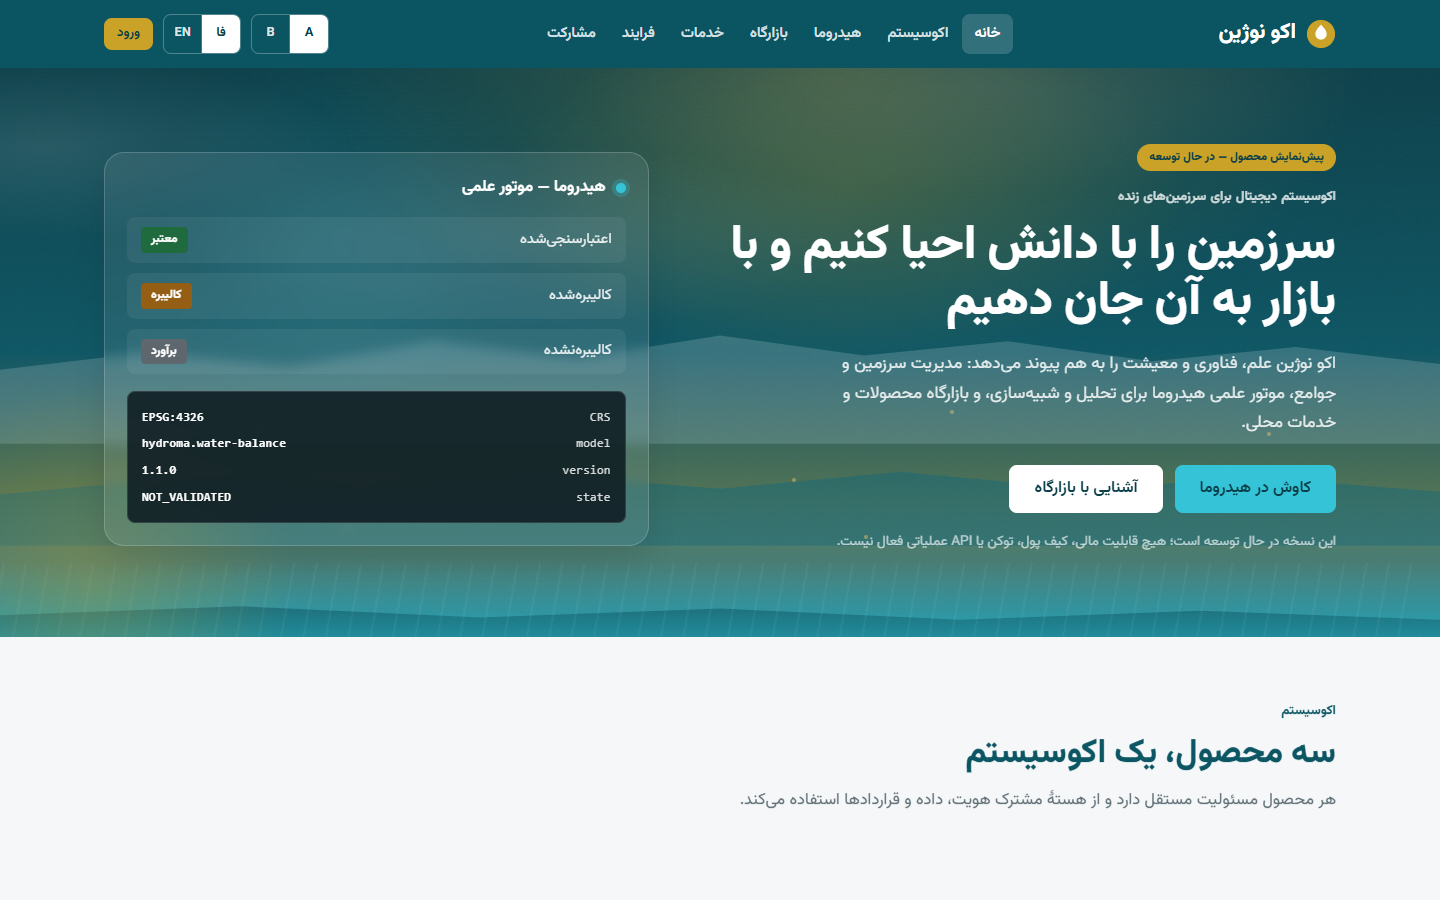 اکو نوژین
خانه
اکوسیستم
هیدروما
بازارگاه
خدمات
فرایند
مشارکت
A
B
فا
EN
ورود
پیش‌نمایش محصول — در حال توسعه
اکوسیستم دیجیتال برای سرزمین‌های زنده
سرزمین را با دانش احیا کنیم و با
بازار به آن جان دهیم
اکو نوژین علم، فناوری و معیشت را به هم پیوند می‌دهد: مدیریت سرزمین و
جوامع، موتور علمی هیدروما برای تحلیل و شبیه‌سازی، و بازارگاه محصولات و
خدمات محلی.
کاوش در هیدروما
آشنایی با بازارگاه
این نسخه در حال توسعه است؛ هیچ قابلیت مالی، کیف پول، توکن یا API عملیاتی فعال نیست.
هیدروما — موتور علمی
اعتبارسنجی‌شده
معتبر
کالیبره‌شده
کالیبره
کالیبره‌نشده
برآورد
CRS
EPSG:4326
model
hydroma.water-balance
version
1.1.0
state
NOT_VALIDATED
اکوسیستم
سه محصول، یک اکوسیستم
هر محصول مسئولیت مستقل دارد و از هستهٔ مشترک هویت، داده و قراردادها استفاده می‌کند.